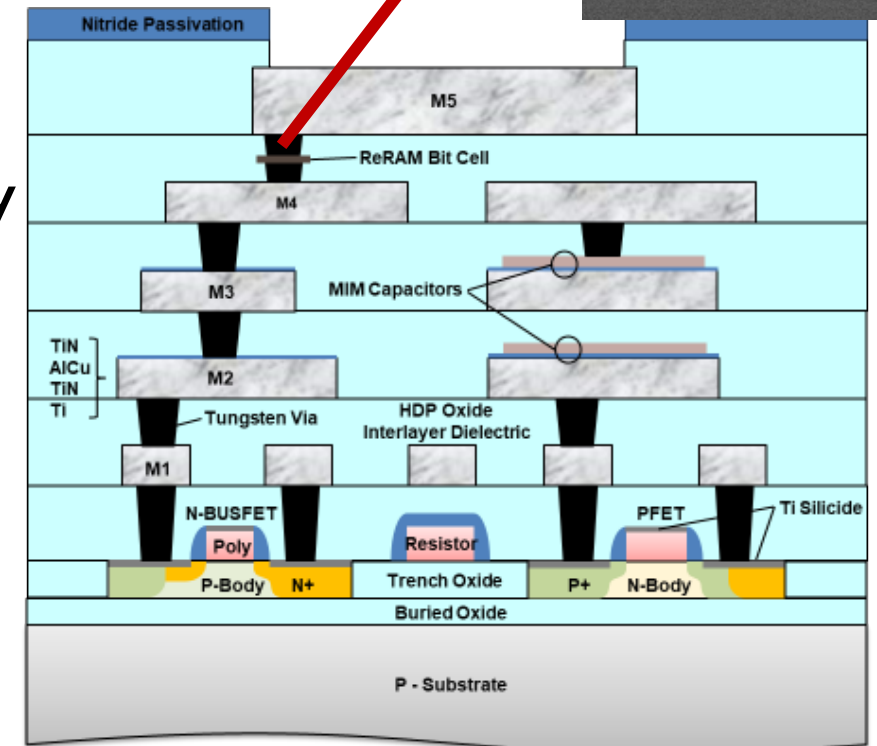 Nitride Passivation
M5
ReRAM Bit Cell
y
M4
M3
MIM Capacitors
TiN
AlCu
TiN
Ti
M2
Tungsten Via
HDP Oxide
Interlayer Dielectric
M1
N-BUSFET
PFET
Ti Silicide
Poly
Resistor
P-Body
N+
Trench Oxide
P+
N-Body
Buried Oxide
P - Substrate